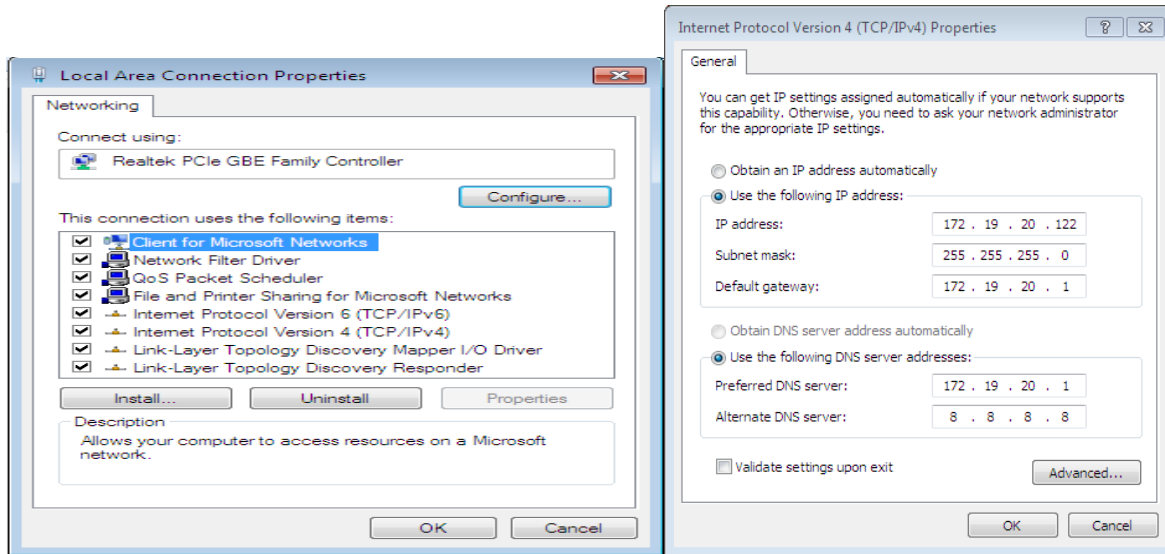 Local Area Connection Properties
Networking
Connect using:
Realtek PCIe GBE Family Controller
Configure...
This connection uses the following items:
Client for Microsoft Networks
Network Filter Driver
QoS Packet Scheduler
File and Printer Sharing for Microsoft Networks
Internet Protocol Version 6 (TCP/IPv6)
Internet Protocol Version 4 (TCP/IPv4)
Link-Layer Topology Discovery Mapper I/O Driver
Link-Layer Topology Discovery Responder
Install... Uninstall Properties
Description
Allows your computer to access resources on a Microsoft
network.
OK Cancel
Internet Protocol Version 4 (TCP/IPv4) Properties
General
You can get IP settings assigned automatically if your network supports
this capability. Otherwise, you need to ask your network administrator
for the appropriate IP settings.
Obtain an IP address automatically
Use the following IP address:
IP address: 172 . 19 . 20 . 122
Subnet mask: 255 . 255 . 255 . 0
Default gateway: 172 . 19 . 20 . 1
Obtain DNS server address automatically
Use the following DNS server addresses:
Preferred DNS server: 172 . 19 . 20 . 1
Alternate DNS server: 8 . 8 . 8 . 8
Validate settings upon exit
Advanced...
OK Cancel